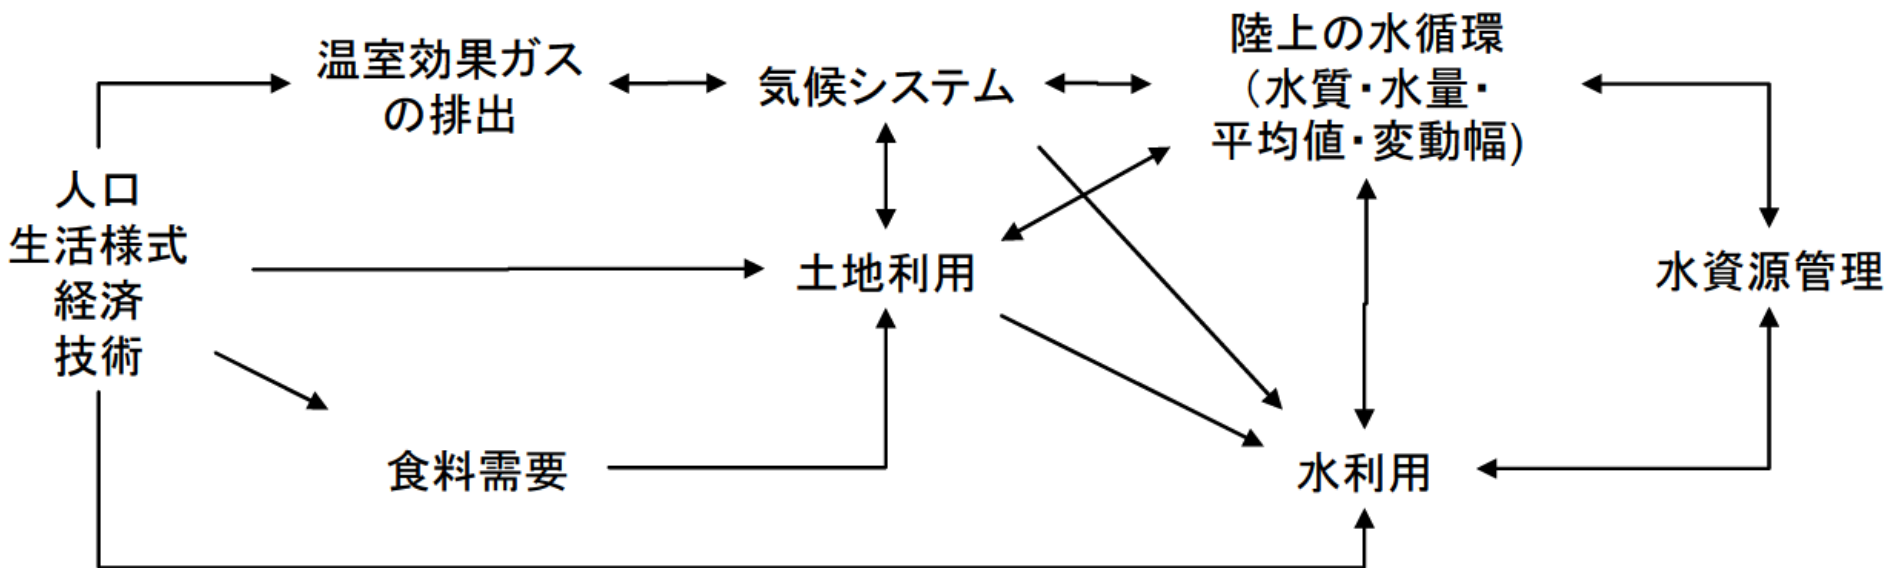 温室効果ガス
の排出
気候システム
陸上の水循環
（水質・水量・
平均値・変動幅)
人口
生活様式
経済
技術
土地利用
水資源管理
食料需要
水利用